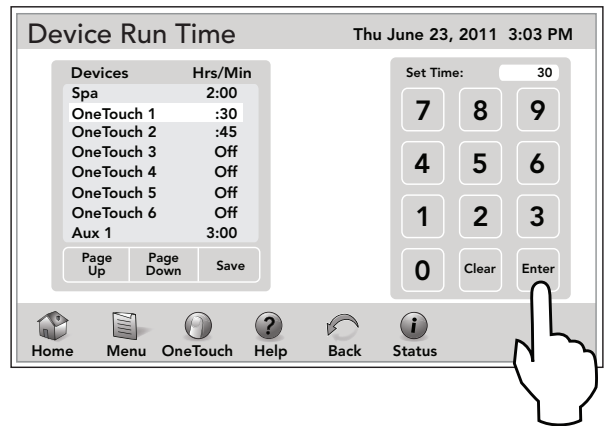 Device Run Time
Thu June 23, 2011 3:03 PM
Devices Hrs/Min
Spa 2:00
OneTouch 1 :30
OneTouch 2 :45
OneTouch 3 Off
OneTouch 4 Off
OneTouch 5 Off
OneTouch 6 Off
Aux 1 3:00
Page Up
Page Down
Save
Set Time: 30
7 8 9
4 5 6
1 2 3
0 Clear Enter
Home Menu OneTouch Help Back Status
?
i